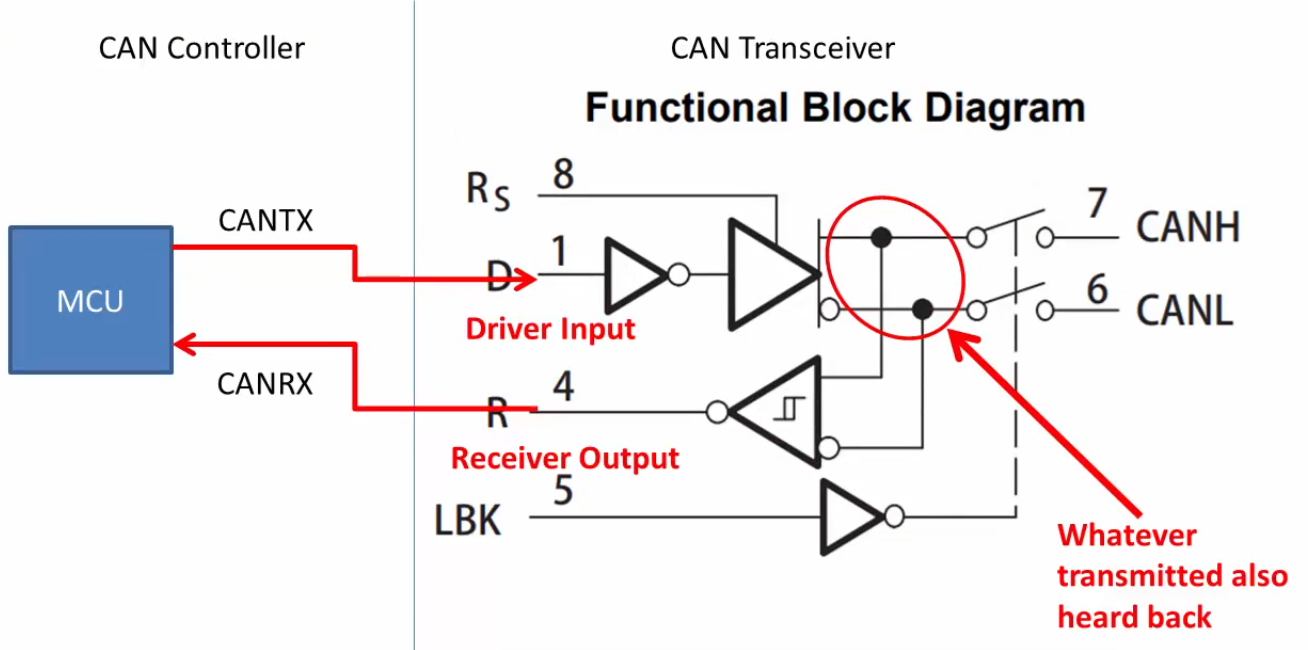 CAN Controller
CAN Transceiver
Functional Block Diagram
RS 8
7
CANH
CANTX
D 1
MCU
6
CANL
Driver Input
CANRX
R 4
Receiver Output
5
LBK
Whatever
transmitted also
heard back